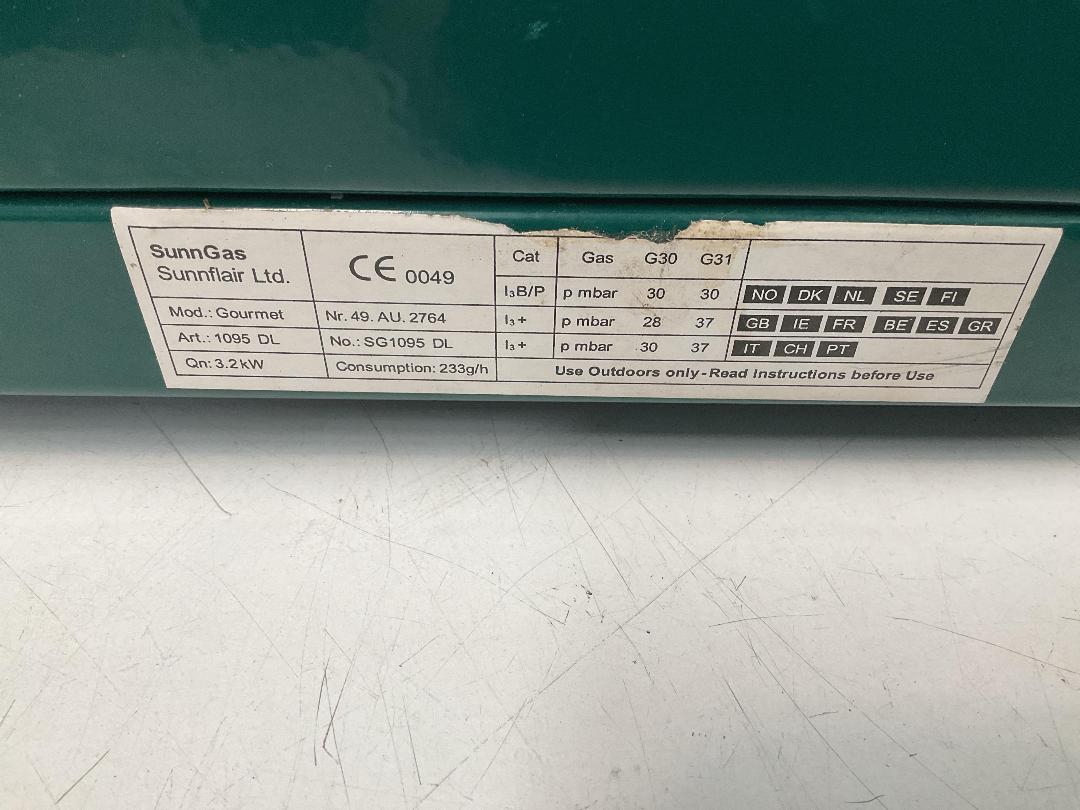 SunnGas
Sunnflair Ltd.
CE 0049
Mod.: Gourmet
Nr. 49. AU. 2764
Art.: 1095 DL
No.: SG1095 DL
Qn: 3.2kW
Consumption: 233g/h
Cat Gas G30 G31
I₃B/P p mbar 30 30 NO DK NL SE FI
I₃+ p mbar 28 37 GB IE FR BE ES GR
I₃+ p mbar 30 37 IT CH PT
Use Outdoors only-Read Instructions before Use